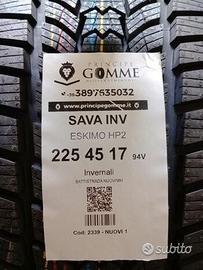 PRINCIPE
GOMME
+39 3897535032
www.principegomme.it
SAVA INV
ESKIMO HP2
225 45 17 94V
Invernali
Cod: 2339 - NUOVI 1
subito